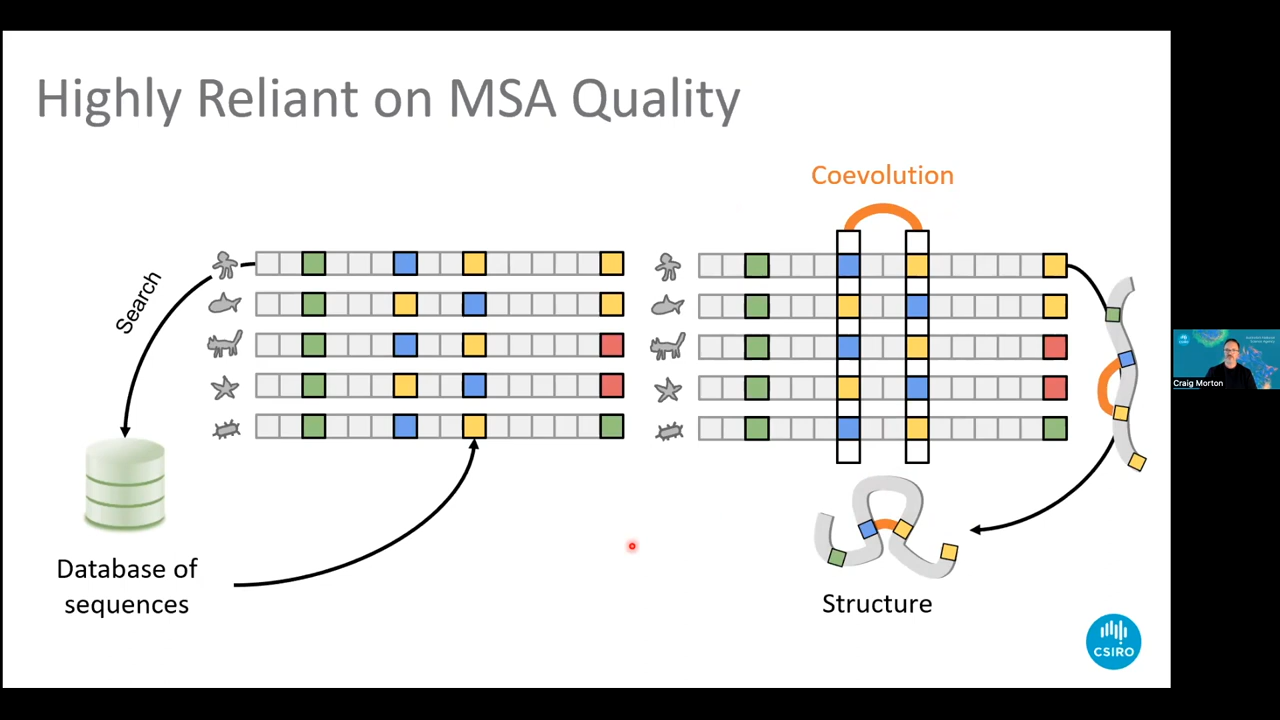 Highly Reliant on MSA Quality
Coevolution
Search
Database of
sequences
Structure
CSIRO
Craig Morton